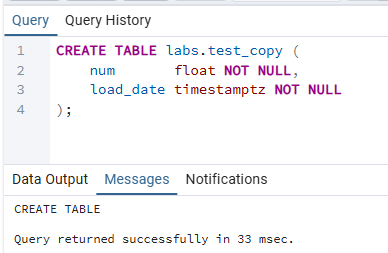 Query Query History
1 CREATE TABLE labs.test_copy (
2 num float NOT NULL,
3 load_date timestamptz NOT NULL
4 );
Data Output Messages Notifications
CREATE TABLE
Query returned successfully in 33 msec.